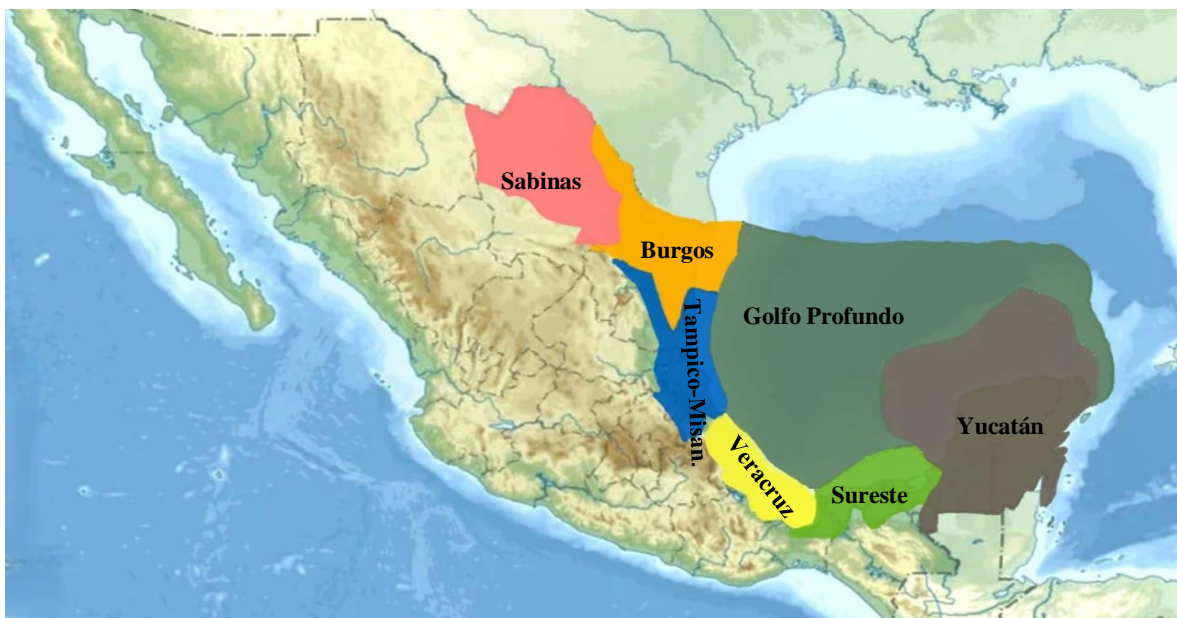 Sabinas
Burgos
Golfo Profundo
Tampico-Misan.
Yucatán
Veracruz
Sureste